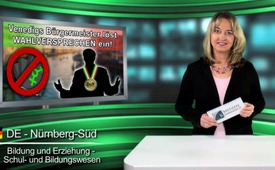 Venedigs Bürgermeister löst
WAHLVERSPRECHEN ein!
DE - Nürnberg-Süd
Bildung und Erziehung -
Schul- und Bildungswesen